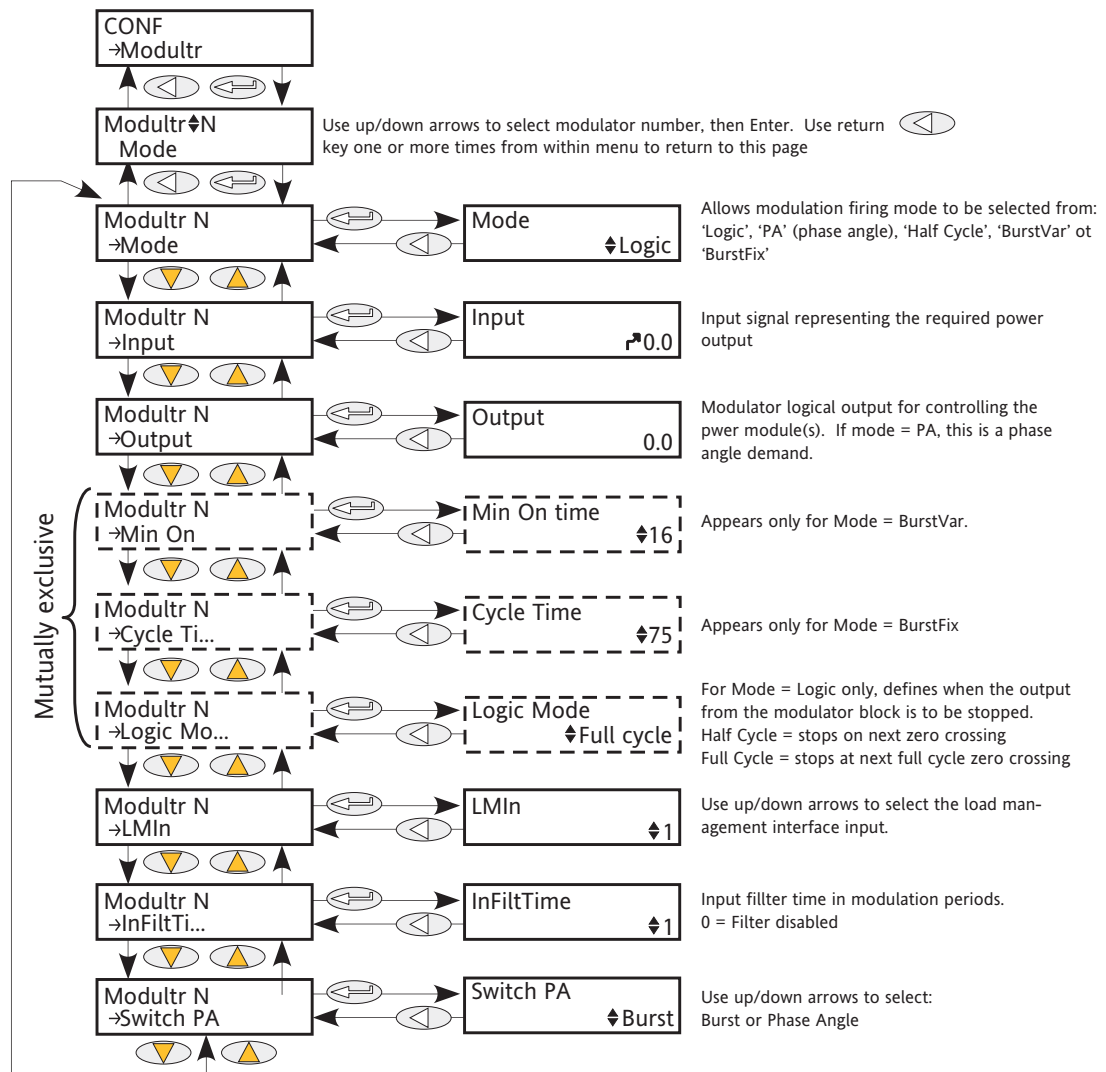 CONF
→Modultr
Modultr♦N
Mode
Use up/down arrows to select modulator number, then Enter. Use return
key one or more times from within menu to return to this page
Modultr N
→Mode
Mode
♦Logic
Allows modulation firing mode to be selected from:
‘Logic’, ‘PA’ (phase angle), ‘Half Cycle’, ‘BurstVar’ ot
‘BurstFix’
Modultr N
→Input
Input
0.0
Input signal representing the required power
output
Modultr N
→Output
Output
0.0
Modulator logical output for controlling the
pwer module(s). If mode = PA, this is a phase
angle demand.
Mutually exclusive
Modultr N
→Min On
Min On time
♦16
Appears only for Mode = BurstVar.
Modultr N
→Cycle Ti...
Cycle Time
♦75
Appears only for Mode = BurstFix
Modultr N
→Logic Mo...
Logic Mode
♦Full cycle
For Mode = Logic only, defines when the output
from the modulator block is to be stopped.
Half Cycle = stops on next zero crossing
Full Cycle = stops at next full cycle zero crossing
Modultr N
→LMIn
LMIn
♦1
Use up/down arrows to select the load man-
agement interface input.
Modultr N
→InFiltTi...
InFiltTime
♦1
Input fillter time in modulation periods.
0 = Filter disabled
Modultr N
→Switch PA
Switch PA
♦Burst
Use up/down arrows to select:
Burst or Phase Angle